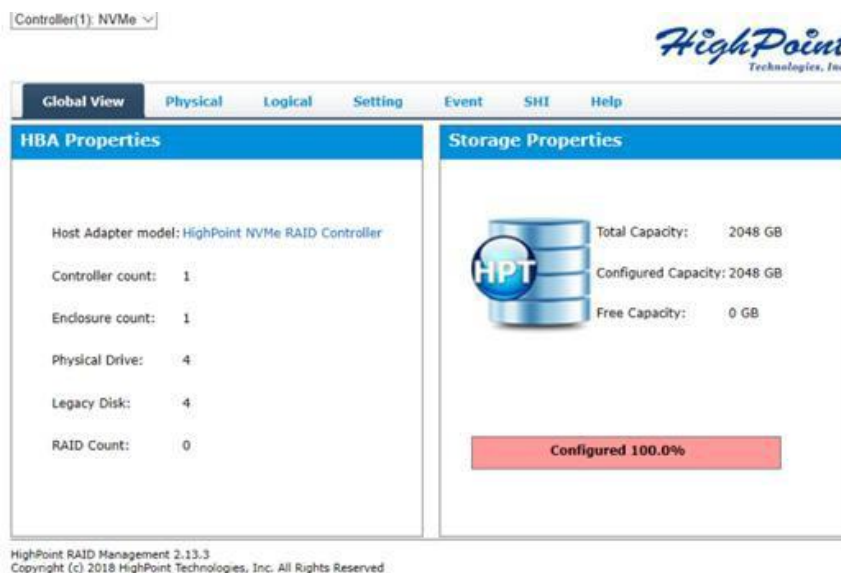 Controller(1): NVMe
HighPoint
Technologies, Inc
Global View Physical Logical Setting Event SHI Help
HBA Properties
Host Adapter model: HighPoint NVMe RAID Controller
Controller count: 1
Enclosure count: 1
Physical Drive: 4
Legacy Disk: 4
RAID Count: 0
Storage Properties
HPT
Total Capacity: 2048 GB
Configured Capacity: 2048 GB
Free Capacity: 0 GB
Configured 100.0%
HighPoint RAID Management 2.13.3
Copyright (c) 2018 HighPoint Technologies, Inc. All Rights Reserved